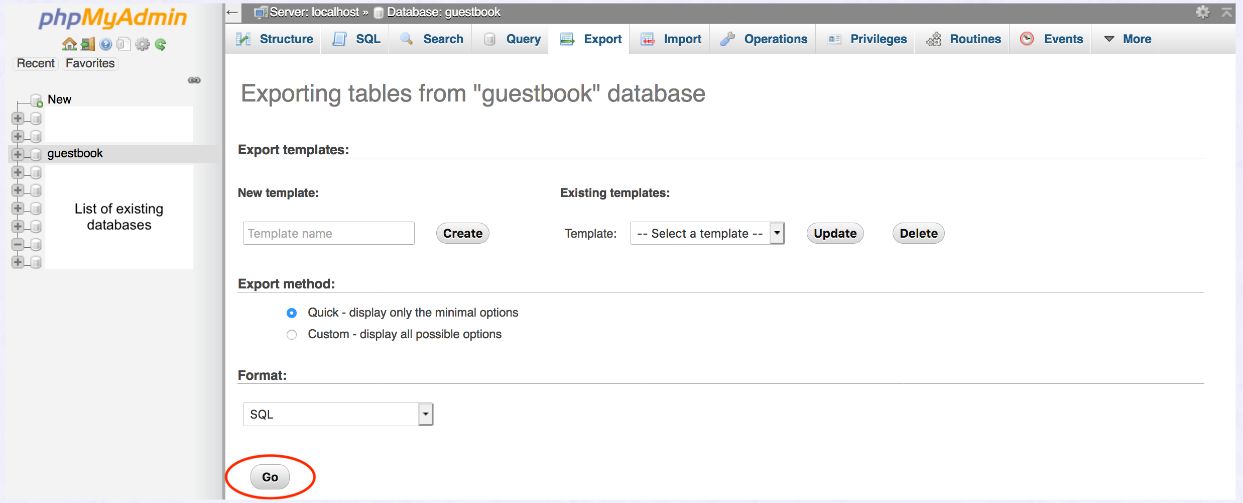 phpMyAdmin
Recent Favorites
New
guestbook
List of existing
databases
Server: localhost » Database: guestbook
Structure SQL Search Query Export Import Operations Privileges Routines Events More
Exporting tables from "guestbook" database
Export templates:
New template: Existing templates:
Template name Create Template: -- Select a template -- Update Delete
Export method:
Quick - display only the minimal options
Custom - display all possible options
Format:
SQL
Go